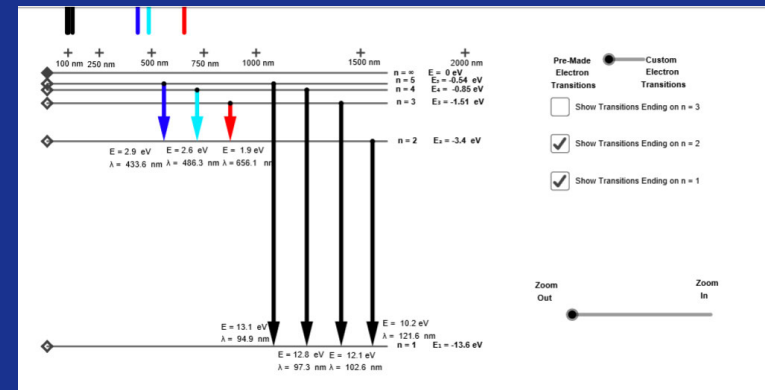 100 nm 250 nm 500 nm 750 nm 1000 nm 1500 nm 2000 nm
n = ∞ E = 0 eV
n = 5 E₅ = -0.54 eV
n = 4 E₄ = -0.85 eV
n = 3 E₃ = -1.51 eV
n = 2 E₂ = -3.4 eV
E = 2.9 eV E = 2.6 eV E = 1.9 eV
λ = 433.6 nm λ = 486.3 nm λ = 656.1 nm
E = 13.1 eV
λ = 94.9 nm
E = 10.2 eV
λ = 121.6 nm
n = 1 E₁ = -13.6 eV
E = 12.8 eV E = 12.1 eV
λ = 97.3 nm λ = 102.6 nm
Pre-Made
Electron
Transitions
Custom
Electron
Transitions
Show Transitions Ending on n = 3
Show Transitions Ending on n = 2
Show Transitions Ending on n = 1
Zoom
Out
Zoom
In